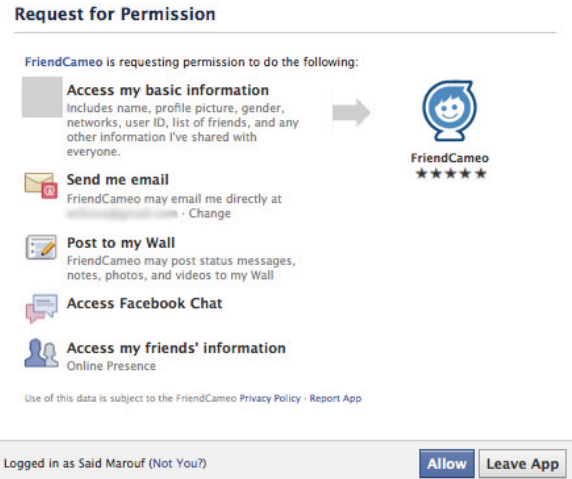 Request for Permission
FriendCameo is requesting permission to do the following:
Access my basic information
Includes name, profile picture, gender,
networks, user ID, list of friends, and any
other information I've shared with
everyone.
FriendCameo
★★★★★
Send me email
FriendCameo may email me directly at
· Change
Post to my Wall
FriendCameo may post status messages,
notes, photos, and videos to my Wall
Access Facebook Chat
Access my friends' information
Online Presence
Use of this data is subject to the FriendCameo Privacy Policy · Report App
Logged in as Said Marouf (Not You?)
Allow
Leave App